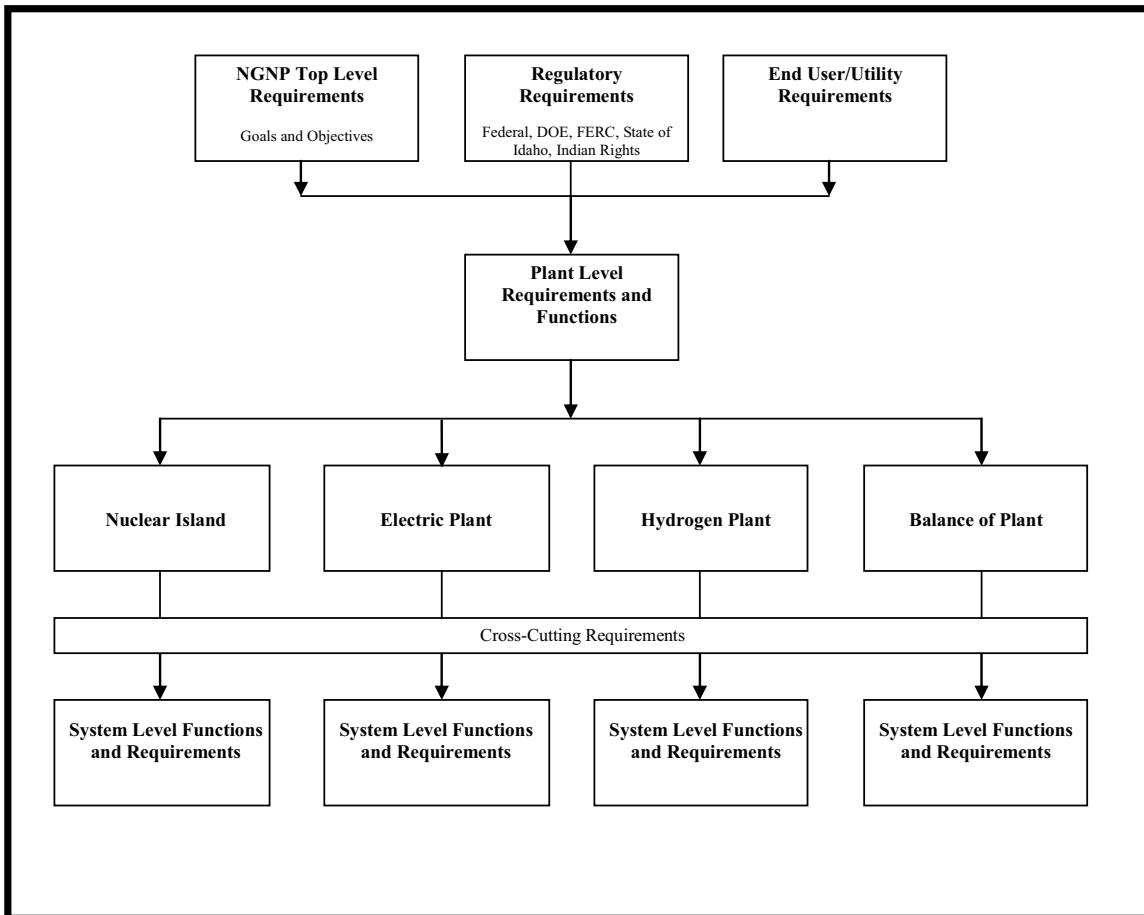 NGNP Top Level
Requirements
Goals and Objectives
Regulatory
Requirements
Federal, DOE, FERC, State of
Idaho, Indian Rights
End User/Utility
Requirements
Plant Level
Requirements and
Functions
Nuclear Island
Electric Plant
Hydrogen Plant
Balance of Plant
Cross-Cutting Requirements
System Level Functions
and Requirements
System Level Functions
and Requirements
System Level Functions
and Requirements
System Level Functions
and Requirements